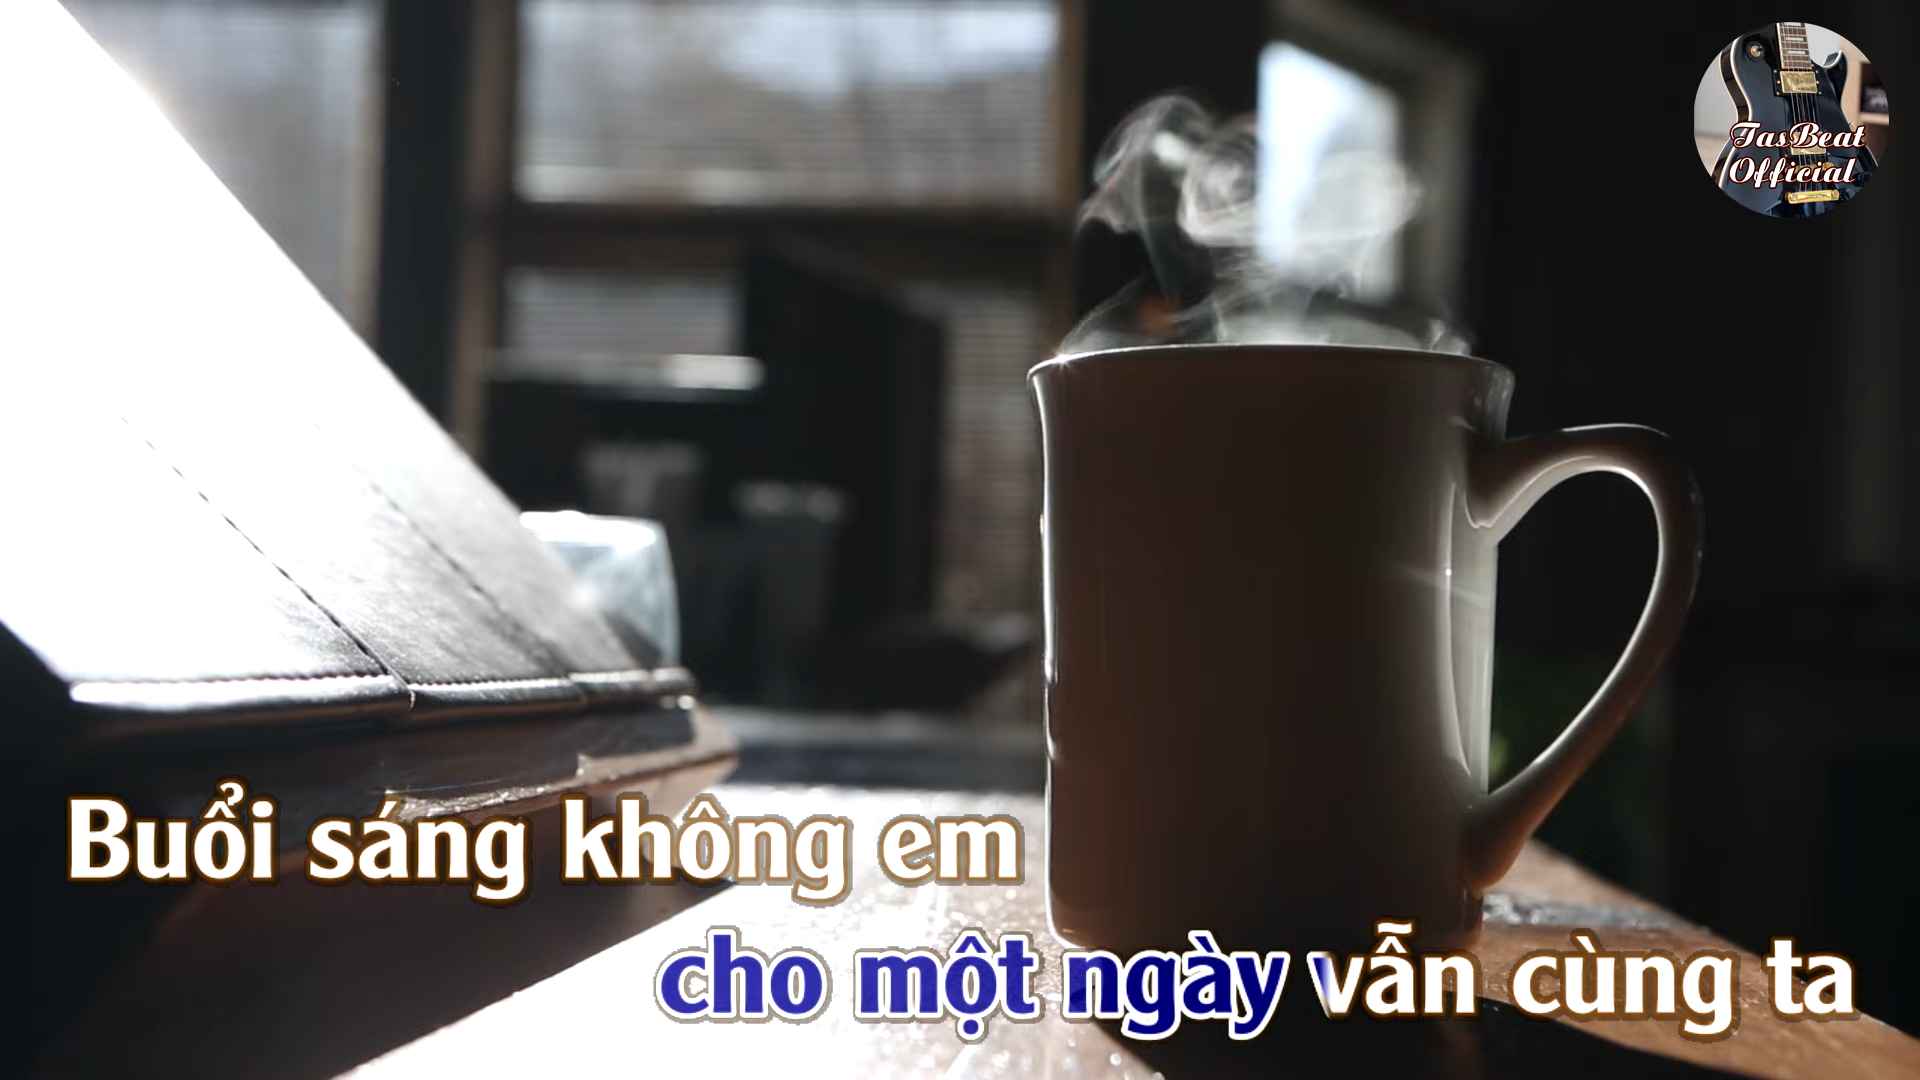 TasBeat
Official
Buổi sáng không em
cho một ngày vẫn cùng ta